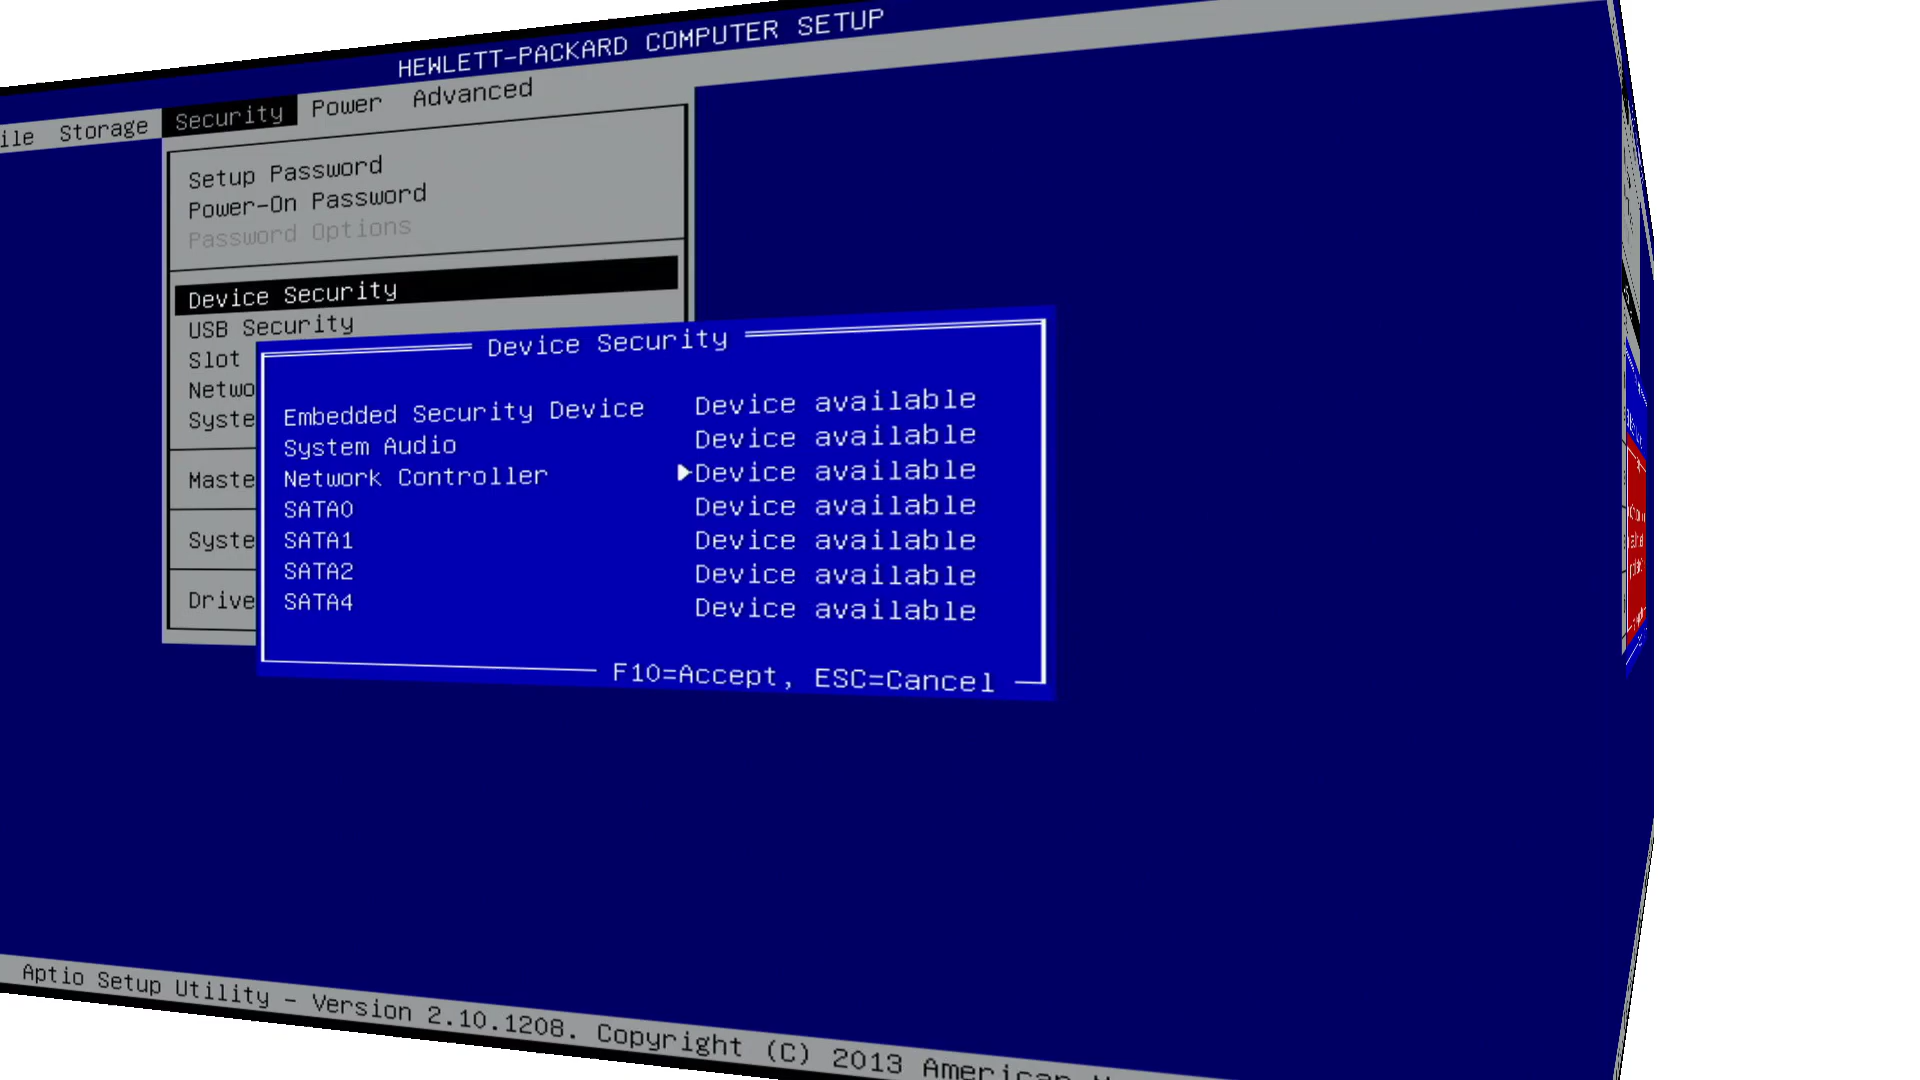 HEWLETT-PACKARD COMPUTER SETUP
ile Storage Security Power Advanced
Setup Password
Power-On Password
Password Options
Device Security
USB Security
Slot
Netwo
Syste
Maste
Syste
Drive
Device Security
Embedded Security Device Device available
System Audio Device available
Network Controller ▶Device available
SATA0 Device available
SATA1 Device available
SATA2 Device available
SATA4 Device available
F10=Accept, ESC=Cancel
Aptio Setup Utility - Version 2.10.1208. Copyright (C) 2013 American